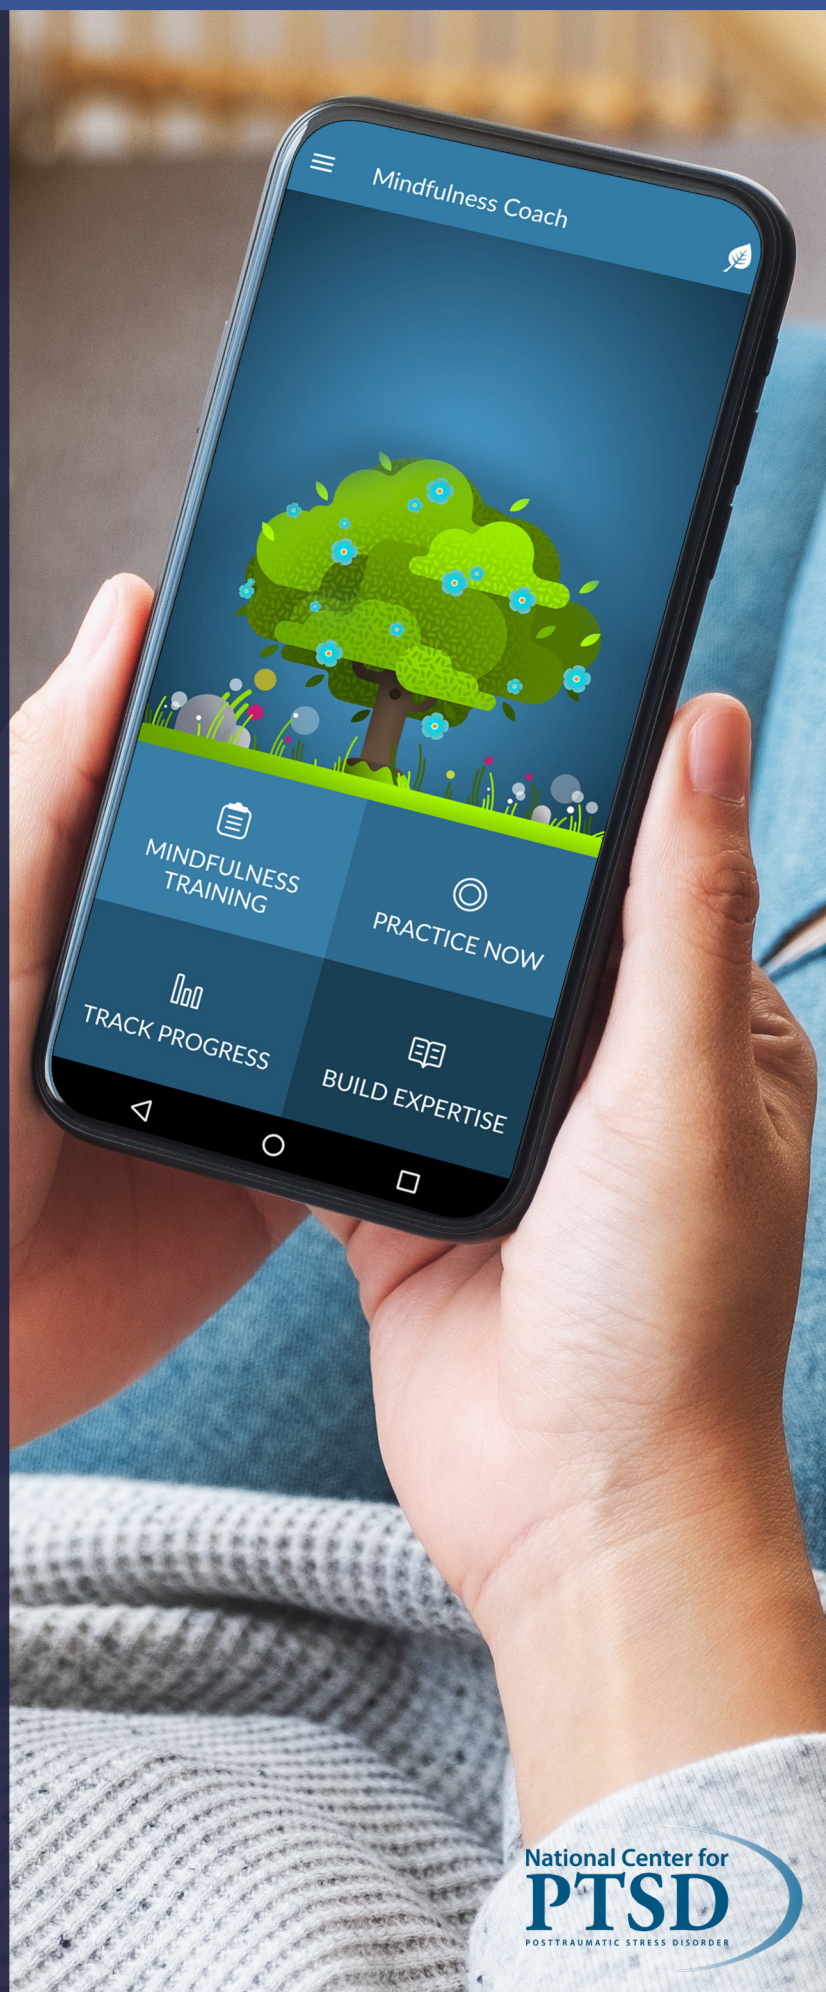 Mindfulness Coach
MINDFULNESS
TRAINING
PRACTICE NOW
TRACK PROGRESS
BUILD EXPERTISE
National Center for
PTSD
POSTTRAUMATIC STRESS DISORDER